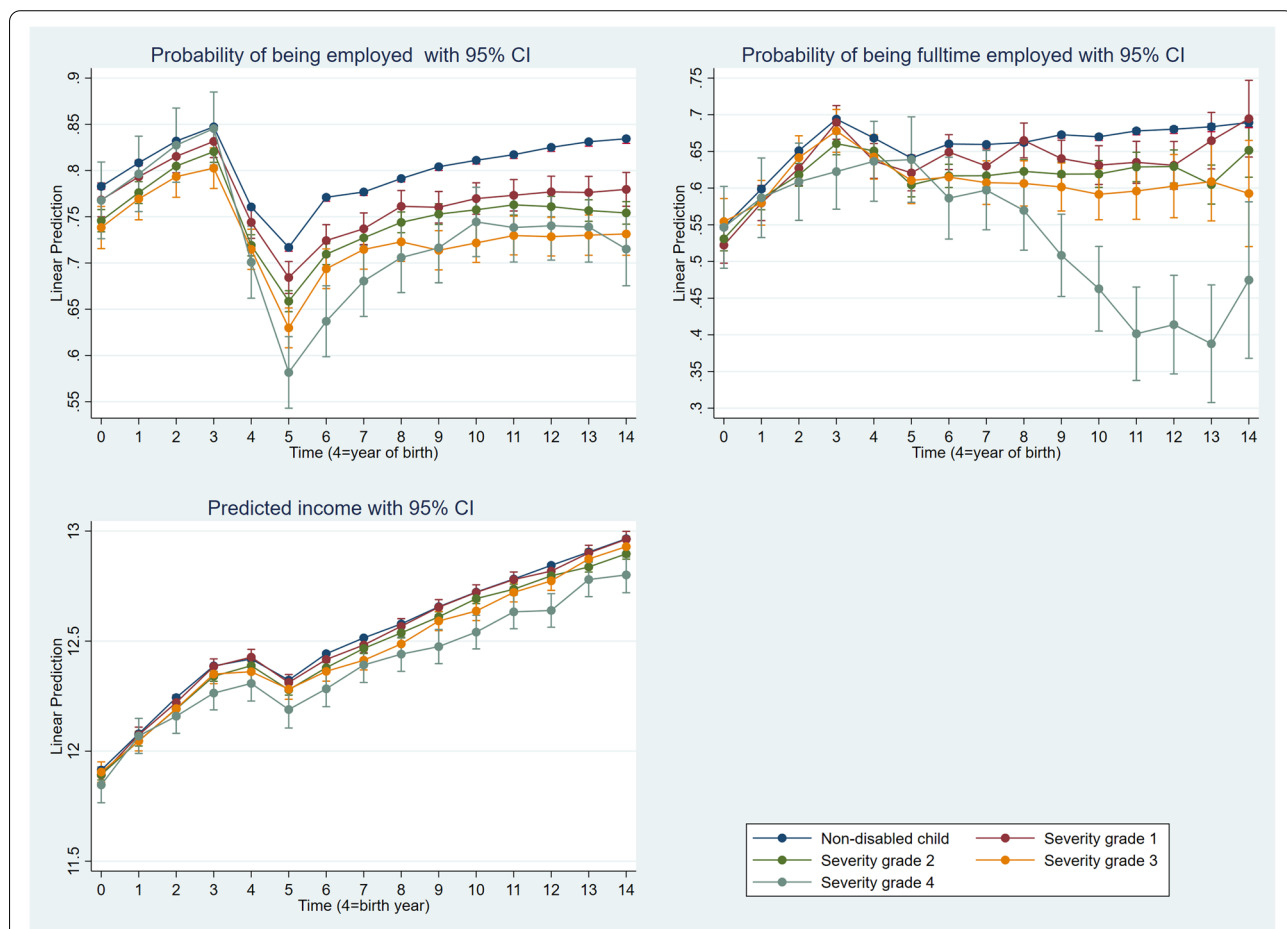 Probability of being employed with 95% CI
.9
.85
.8
.75
.7
.65
.6
.55
Linear Prediction
0 1 2 3 4 5 6 7 8 9 10 11 12 13 14
Time (4=year of birth)
Probability of being fulltime employed with 95% CI
.75
.7
.65
.6
.55
.5
.45
.4
.35
.3
Linear Prediction
0 1 2 3 4 5 6 7 8 9 10 11 12 13 14
Time (4=year of birth)
Predicted income with 95% CI
13
12.5
12
11.5
Linear Prediction
0 1 2 3 4 5 6 7 8 9 10 11 12 13 14
Time (4=birth year)
Non-disabled child Severity grade 1
Severity grade 2 Severity grade 3
Severity grade 4